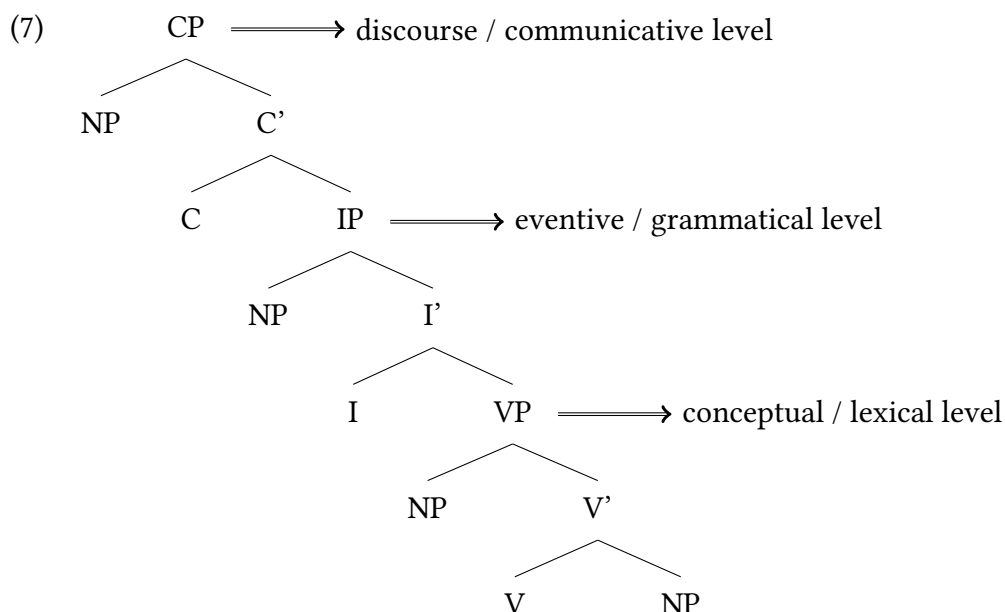 (7) CP discourse / communicative level
NP C’
C IP eventive / grammatical level
NP I’
I VP conceptual / lexical level
NP V’
V NP